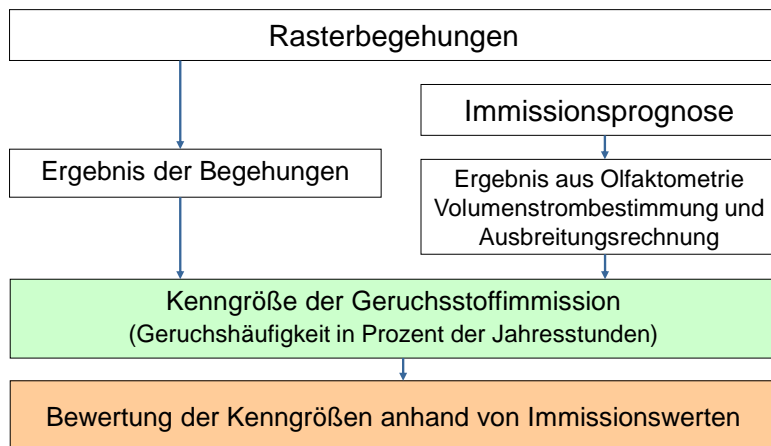 Rasterbegehungen
Immissionsprognose
Ergebnis der Begehungen
Ergebnis aus Olfaktometrie
Volumenstrombestimmung und
Ausbreitungsrechnung
Kenngröße der Geruchsstoffimmission
(Geruchshäufigkeit in Prozent der Jahresstunden)
Bewertung der Kenngrößen anhand von Immissionswerten